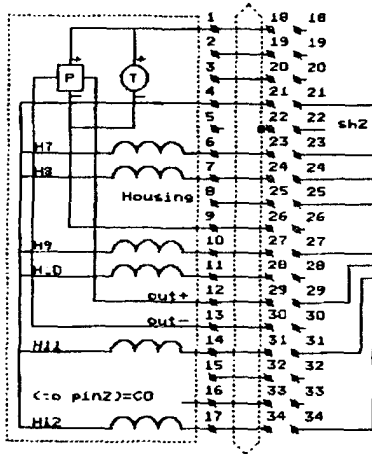 1 18 18
2 19 19
3 20 20
P T
4 21 21
5 22 22 sh2
H7 6 23 23
H8 7 24 24
Housing 8 25 25
9 26 26
H9 10 27 27
H_D 11 28 28
out+ 12 29 29
out- 13 30 30
H11 14 31 31
15 32 32
(to pin2)=CO 16 33 33
H12 17 34 34